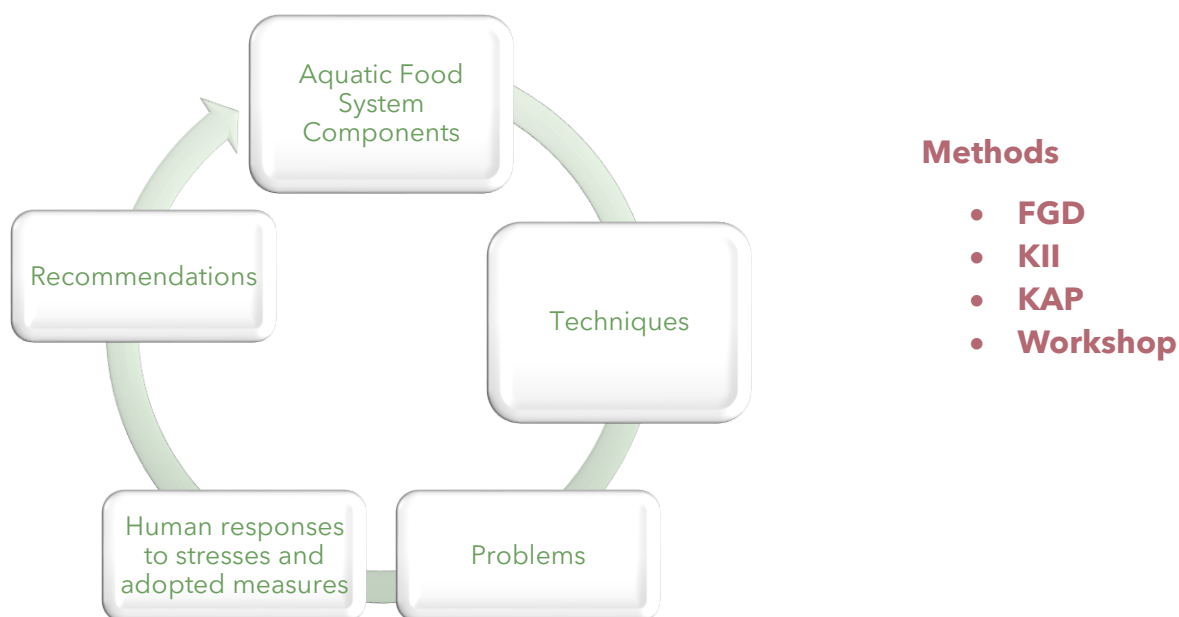 Aquatic Food
System
Components
Techniques
Problems
Human responses
to stresses and
adopted measures
Recommendations
Methods
• FGD
• KII
• KAP
• Workshop